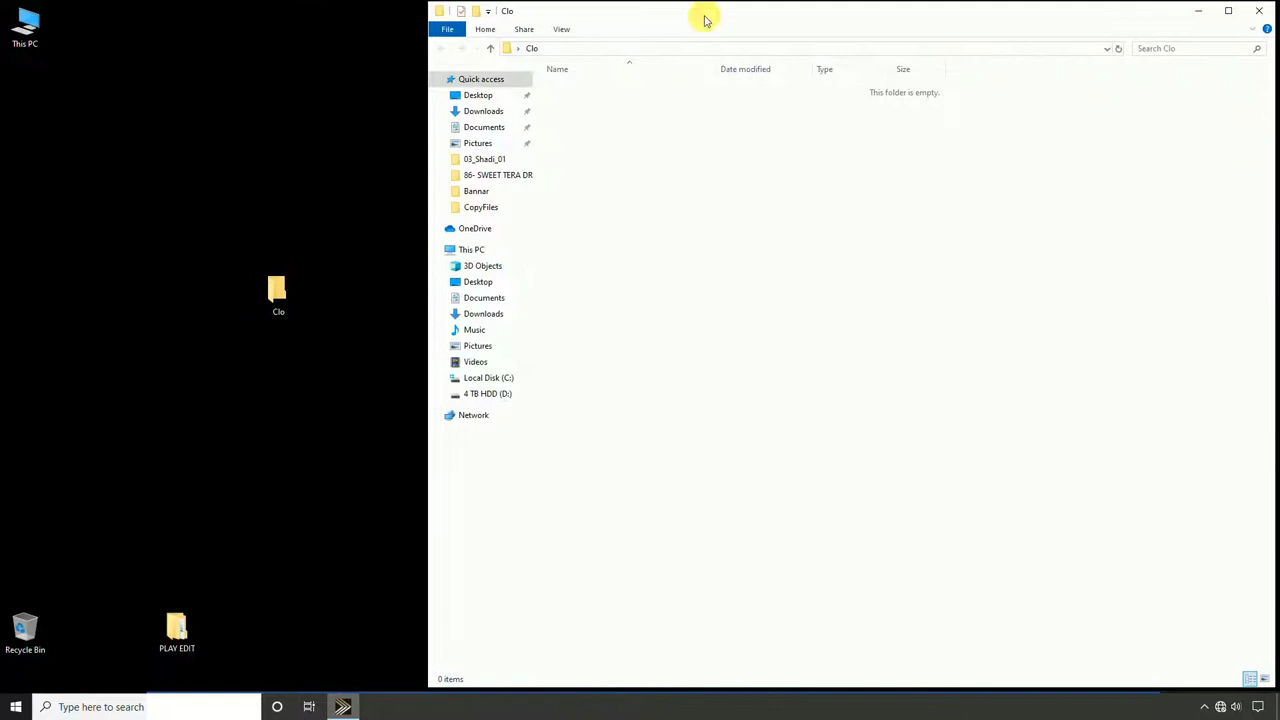 This PC
Clo
Recycle Bin
PLAY EDIT
Clo
File Home Share View
Clo
Search Clo
Name Date modified Type Size
This folder is empty.
Quick access
Desktop
Downloads
Documents
Pictures
03_Shadi_01
86- SWEET TERA DR
Bannar
CopyFiles
OneDrive
This PC
3D Objects
Desktop
Documents
Downloads
Music
Pictures
Videos
Local Disk (C:)
4 TB HDD (D:)
Network
0 items
Type here to search